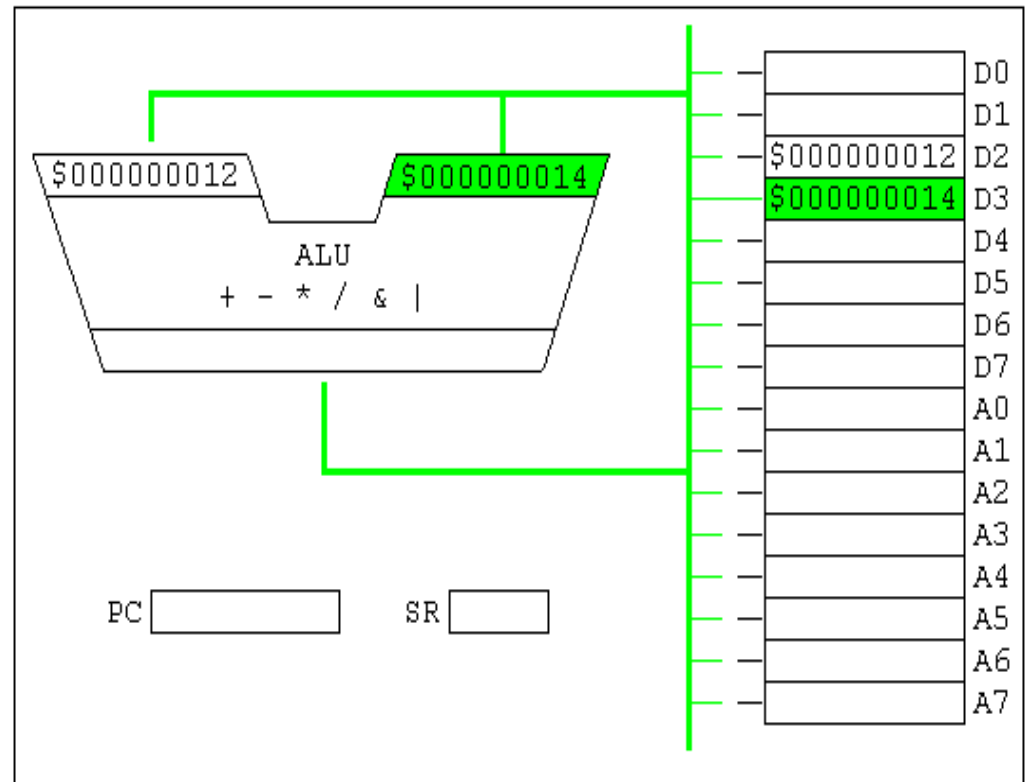 D0
D1
$000000012 D2
$000000012
$000000014
$000000014 D3
D4
ALU
D5
+ - * / & |
D6
D7
A0
A1
A2
A3
A4
PC
SR
A5
A6
A7